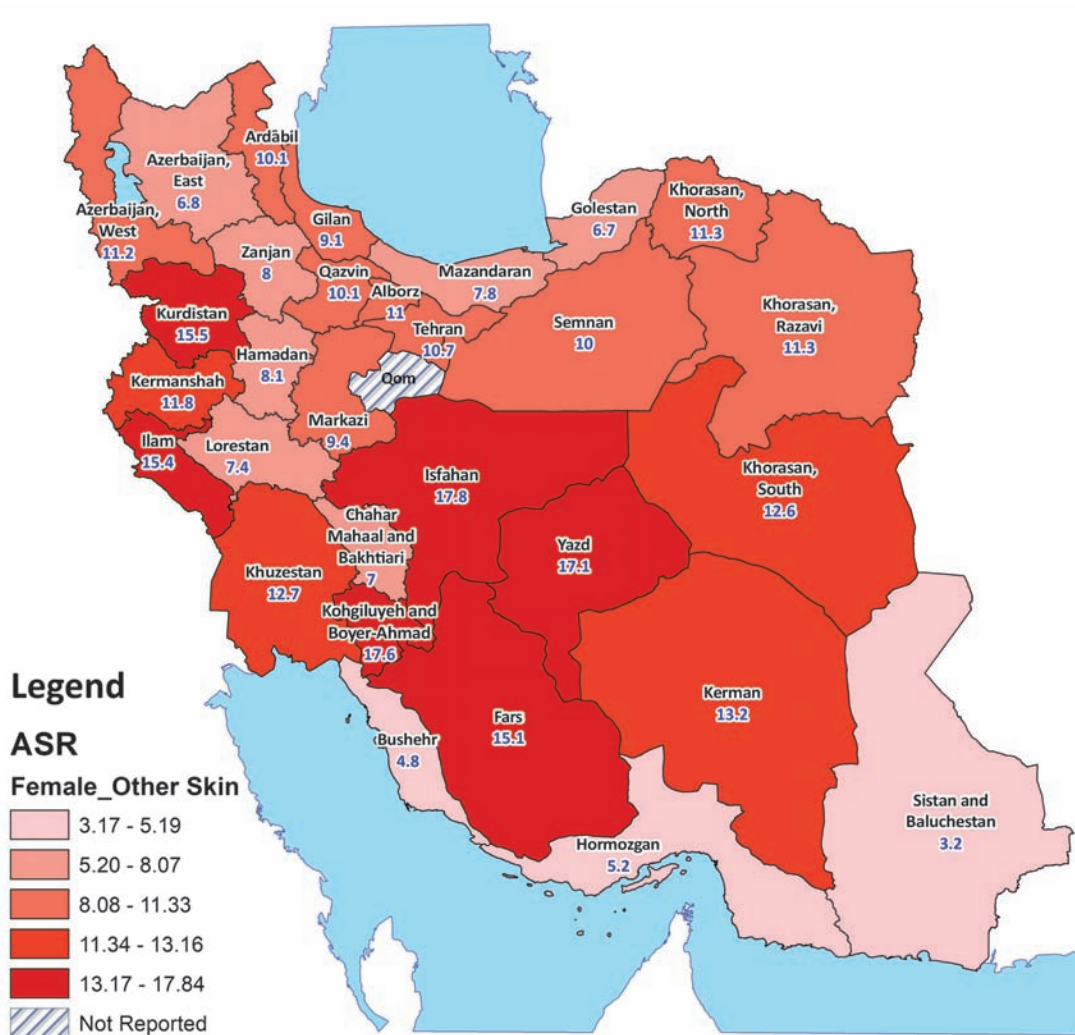 Ardabil
10.1
Azerbaijan,
East
6.8
Azerbaijan,
West
11.2
Gilan
9.1
Golestan
6.7
Khorasan,
North
11.3
Zanjan
8
Qazvin
10.1
Mazandaran
7.8
Alborz
11
Tehran
10.7
Semnan
10
Khorasan,
Razavi
11.3
Kurdistan
15.5
Hamadan
8.1
Kermanshah
11.8
Qom
Markazi
9.4
Ilam
15.4
Lorestan
7.4
Isfahan
17.8
Khorasan,
South
12.6
Chahar
Mahaal and
Bakhtiari
7
Yazd
17.1
Khuzestan
12.7
Kohgiluyeh and
Boyer-Ahmad
17.6
Kerman
13.2
Fars
15.1
Bushehr
4.8
Sistan and
Baluchestan
3.2
Hormozgan
5.2
Legend
ASR
Female_Other Skin
3.17 - 5.19
5.20 - 8.07
8.08 - 11.33
11.34 - 13.16
13.17 - 17.84
Not Reported